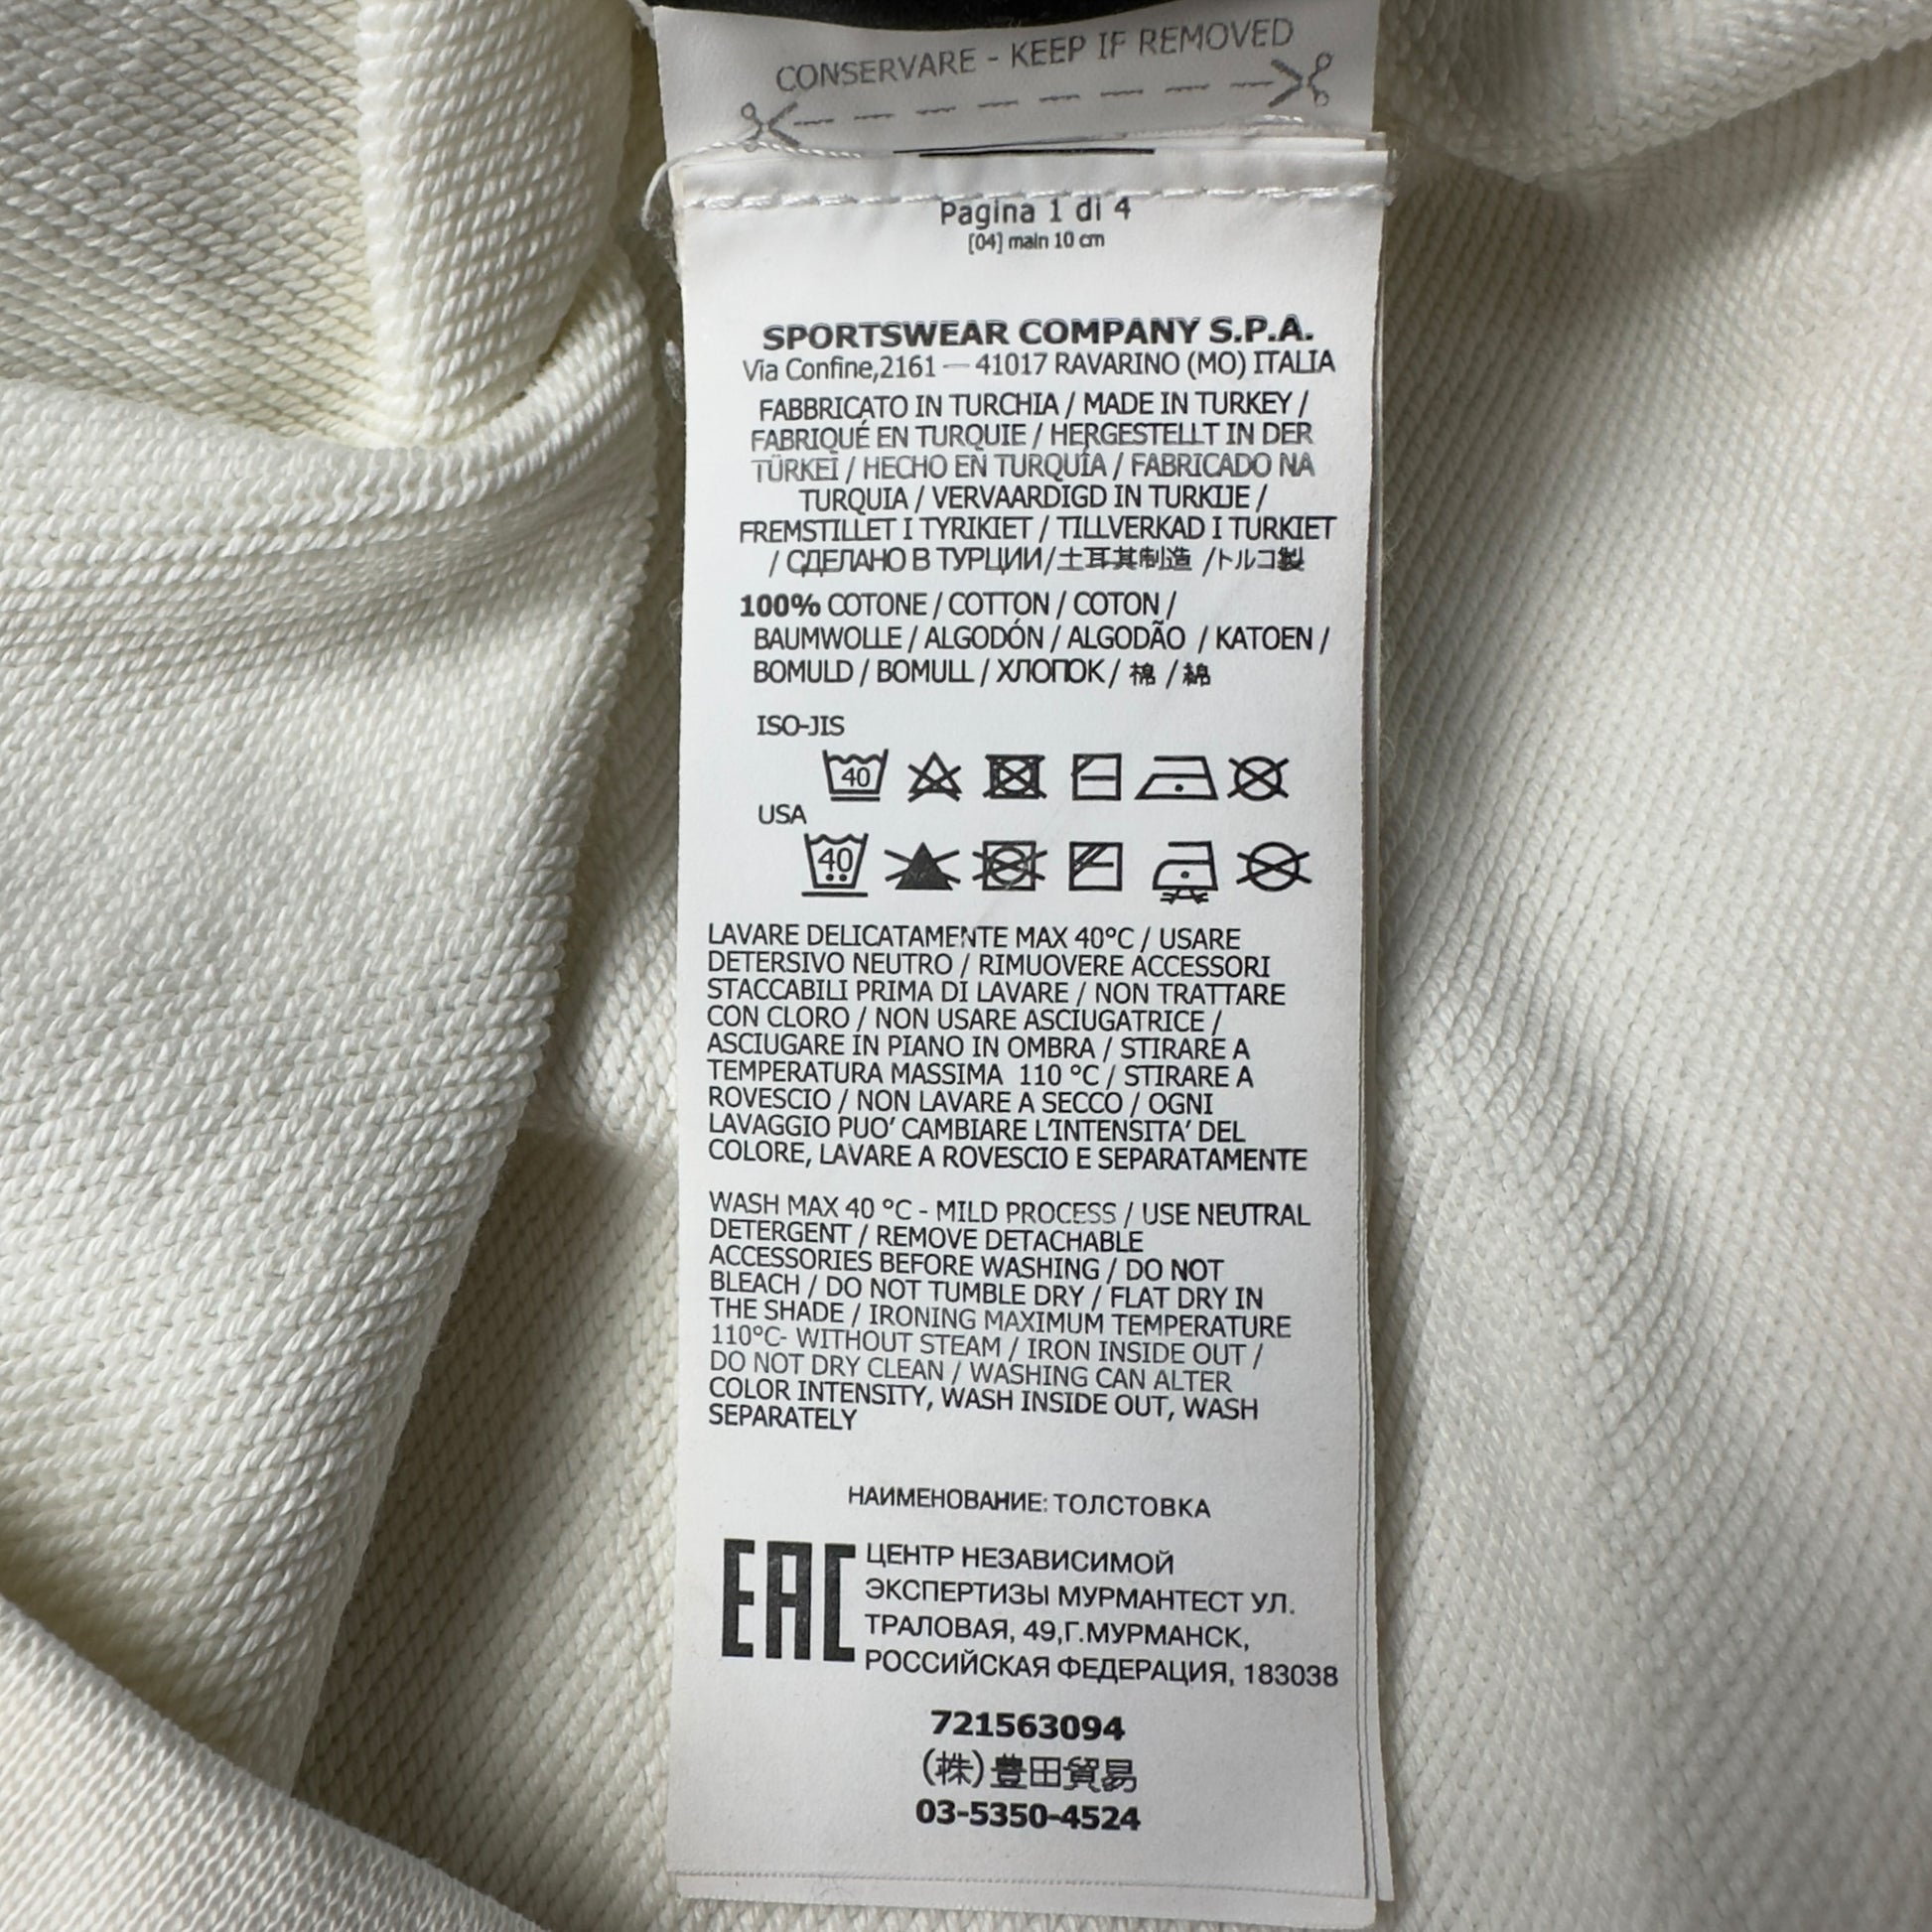 CONSERVARE - KEEP IF REMOVED
Pagina 1 di 4
[04] main 10 cm
SPORTSWEAR COMPANY S.P.A.
Via Confine,2161 — 41017 RAVARINO (MO) ITALIA
FABBRICATO IN TURCHIA / MADE IN TURKEY /
FABRIQUÉ EN TURQUIE / HERGESTELLT IN DER
TÜRKEI / HECHO EN TURQUÍA / FABRICADO NA
TURQUIA / VERVAARDIGD IN TURKIJE /
FREMSTILLET I TYRIKIET / TILLVERKAD I TURKIET
/ СДЕЛАНО В ТУРЦИИ/土耳其制造 /トルコ製
100% COTONE / COTTON / COTON /
BAUMWOLLE / ALGODÓN / ALGODÃO / KATOEN /
BOMULD / BOMULL / ХЛОПОК / 棉 / 綿
ISO-JIS
40
USA
40
LAVARE DELICATAMENTE MAX 40°C / USARE
DETERSIVO NEUTRO / RIMUOVERE ACCESSORI
STACCABILI PRIMA DI LAVARE / NON TRATTARE
CON CLORO / NON USARE ASCIUGATRICE /
ASCIUGARE IN PIANO IN OMBRA / STIRARE A
TEMPERATURA MASSIMA 110 °C / STIRARE A
ROVESCIO / NON LAVARE A SECCO / OGNI
LAVAGGIO PUO' CAMBIARE L'INTENSITA' DEL
COLORE, LAVARE A ROVESCIO E SEPARATAMENTE
WASH MAX 40 °C - MILD PROCESS / USE NEUTRAL
DETERGENT / REMOVE DETACHABLE
ACCESSORIES BEFORE WASHING / DO NOT
BLEACH / DO NOT TUMBLE DRY / FLAT DRY IN
THE SHADE / IRONING MAXIMUM TEMPERATURE
110°C- WITHOUT STEAM / IRON INSIDE OUT /
DO NOT DRY CLEAN / WASHING CAN ALTER
COLOR INTENSITY, WASH INSIDE OUT, WASH
SEPARATELY
НАИМЕНОВАНИЕ: ТОЛСТОВКА
EAC
ЦЕНТР НЕЗАВИСИМОЙ
ЭКСПЕРТИЗЫ МУРМАНТЕСТ УЛ.
ТРАЛОВАЯ, 49,Г.МУРМАНСК,
РОССИЙСКАЯ ФЕДЕРАЦИЯ, 183038
721563094
(株)豊田貿易
03-5350-4524